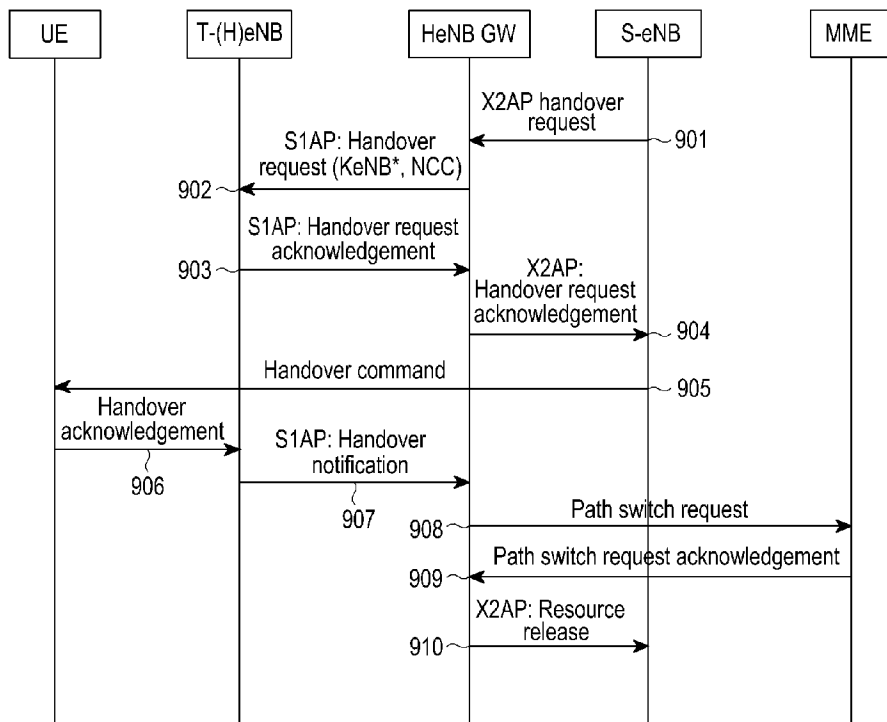 UE
T-(H)eNB
HeNB GW
S-eNB
MME
X2AP handover
request
901
S1AP: Handover
request (KeNB*, NCC)
902
S1AP: Handover request
acknowledgement
903
X2AP:
Handover request
acknowledgement
904
Handover command
905
Handover
acknowledgement
906
S1AP: Handover
notification
907
908
Path switch request
Path switch request acknowledgement
909
X2AP: Resource
release
910